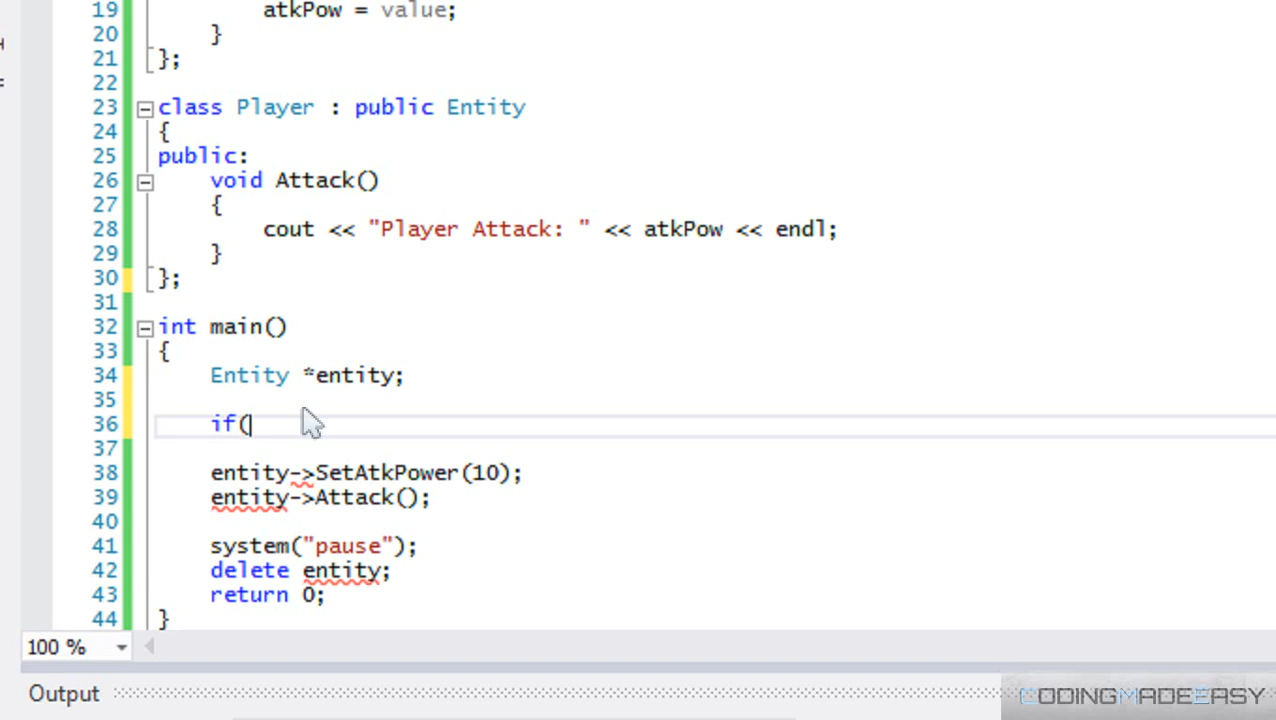 19 atkPow = value;
20 }
21 };
22
23 class Player : public Entity
24 {
25 public:
26 void Attack()
27 {
28 cout << "Player Attack: " << atkPow << endl;
29 }
30 };
31
32 int main()
33 {
34 Entity *entity;
35
36 if(
37
38 entity->SetAtkPower(10);
39 entity->Attack();
40
41 system("pause");
42 delete entity;
43 return 0;
44 }
100 %
Output
CODINGMADEEASY